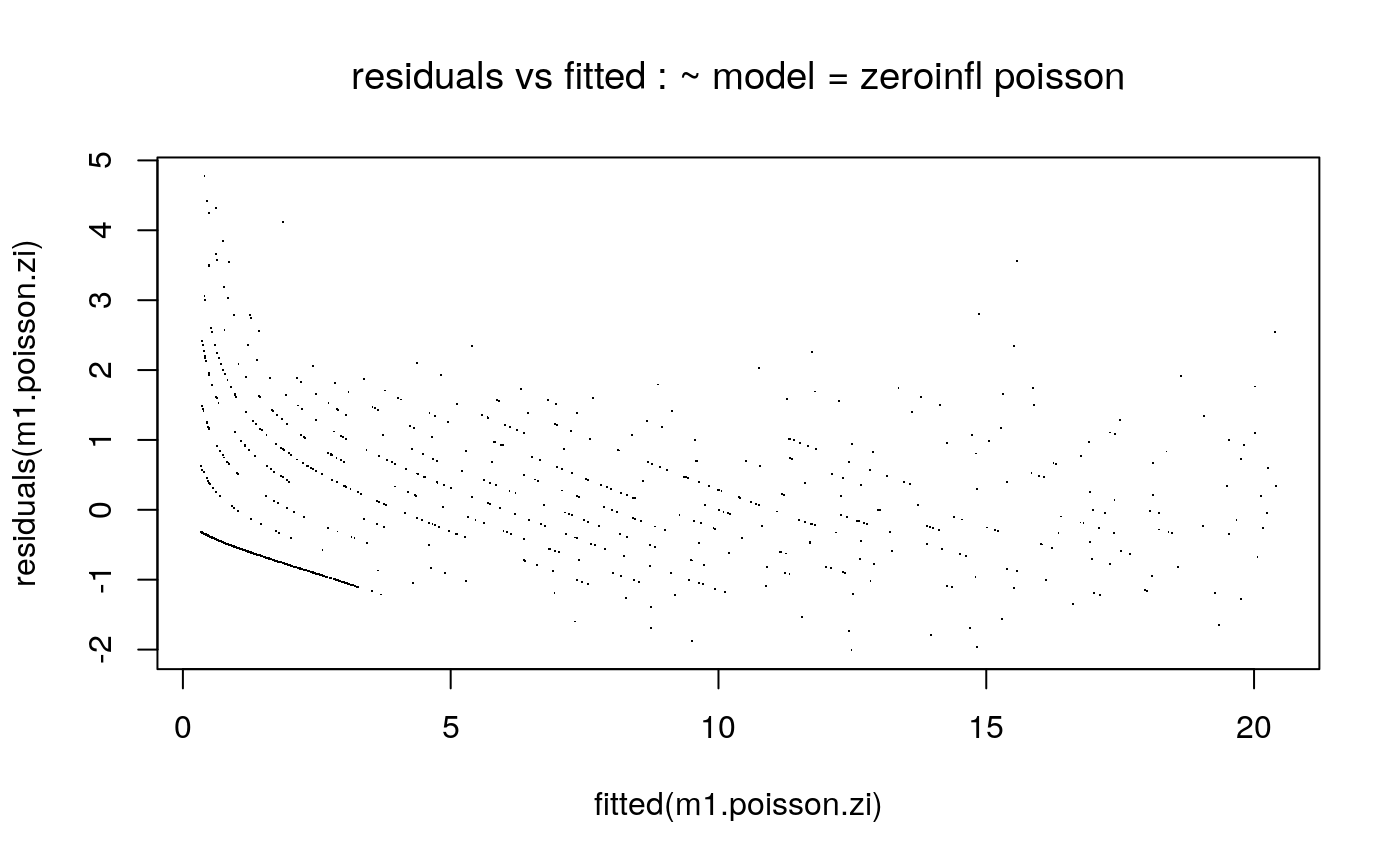 residuals vs fitted : ~ model = zeroinfl poisson
residuals(m1.poisson.zi)
5
4
3
2
1
0
-1
-2
0 5 10 15 20
fitted(m1.poisson.zi)